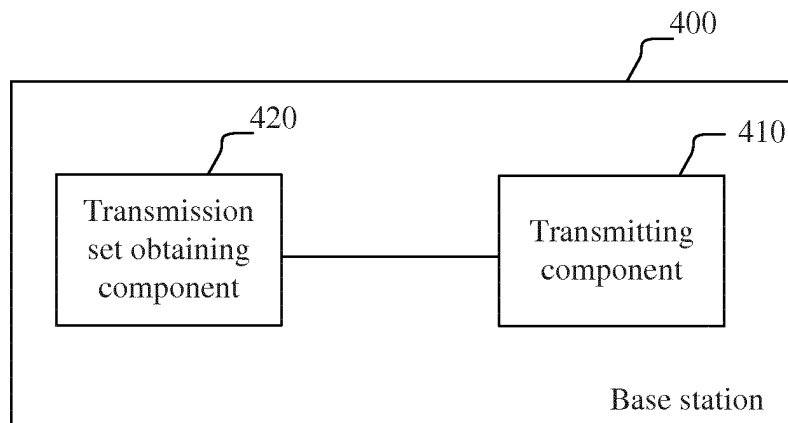 400
420
410
Transmission
set obtaining
component
Transmitting
component
Base station